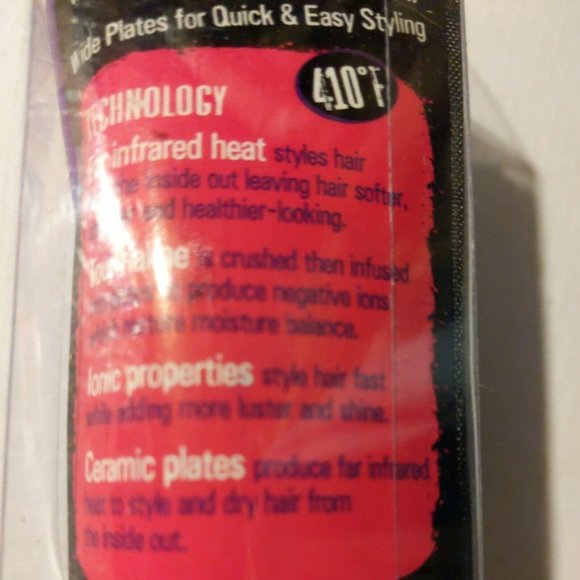 Wide Plates for Quick & Easy Styling
410°F
TECHNOLOGY
infrared heat styles hair
the inside out leaving hair softer,
and healthier-looking.
Tourmaline is crushed then infused
produce negative ions
moisture balance.
Ionic properties style hair fast
while adding more luster and shine.
Ceramic plates produce far infrared
heat to style and dry hair from
the inside out.